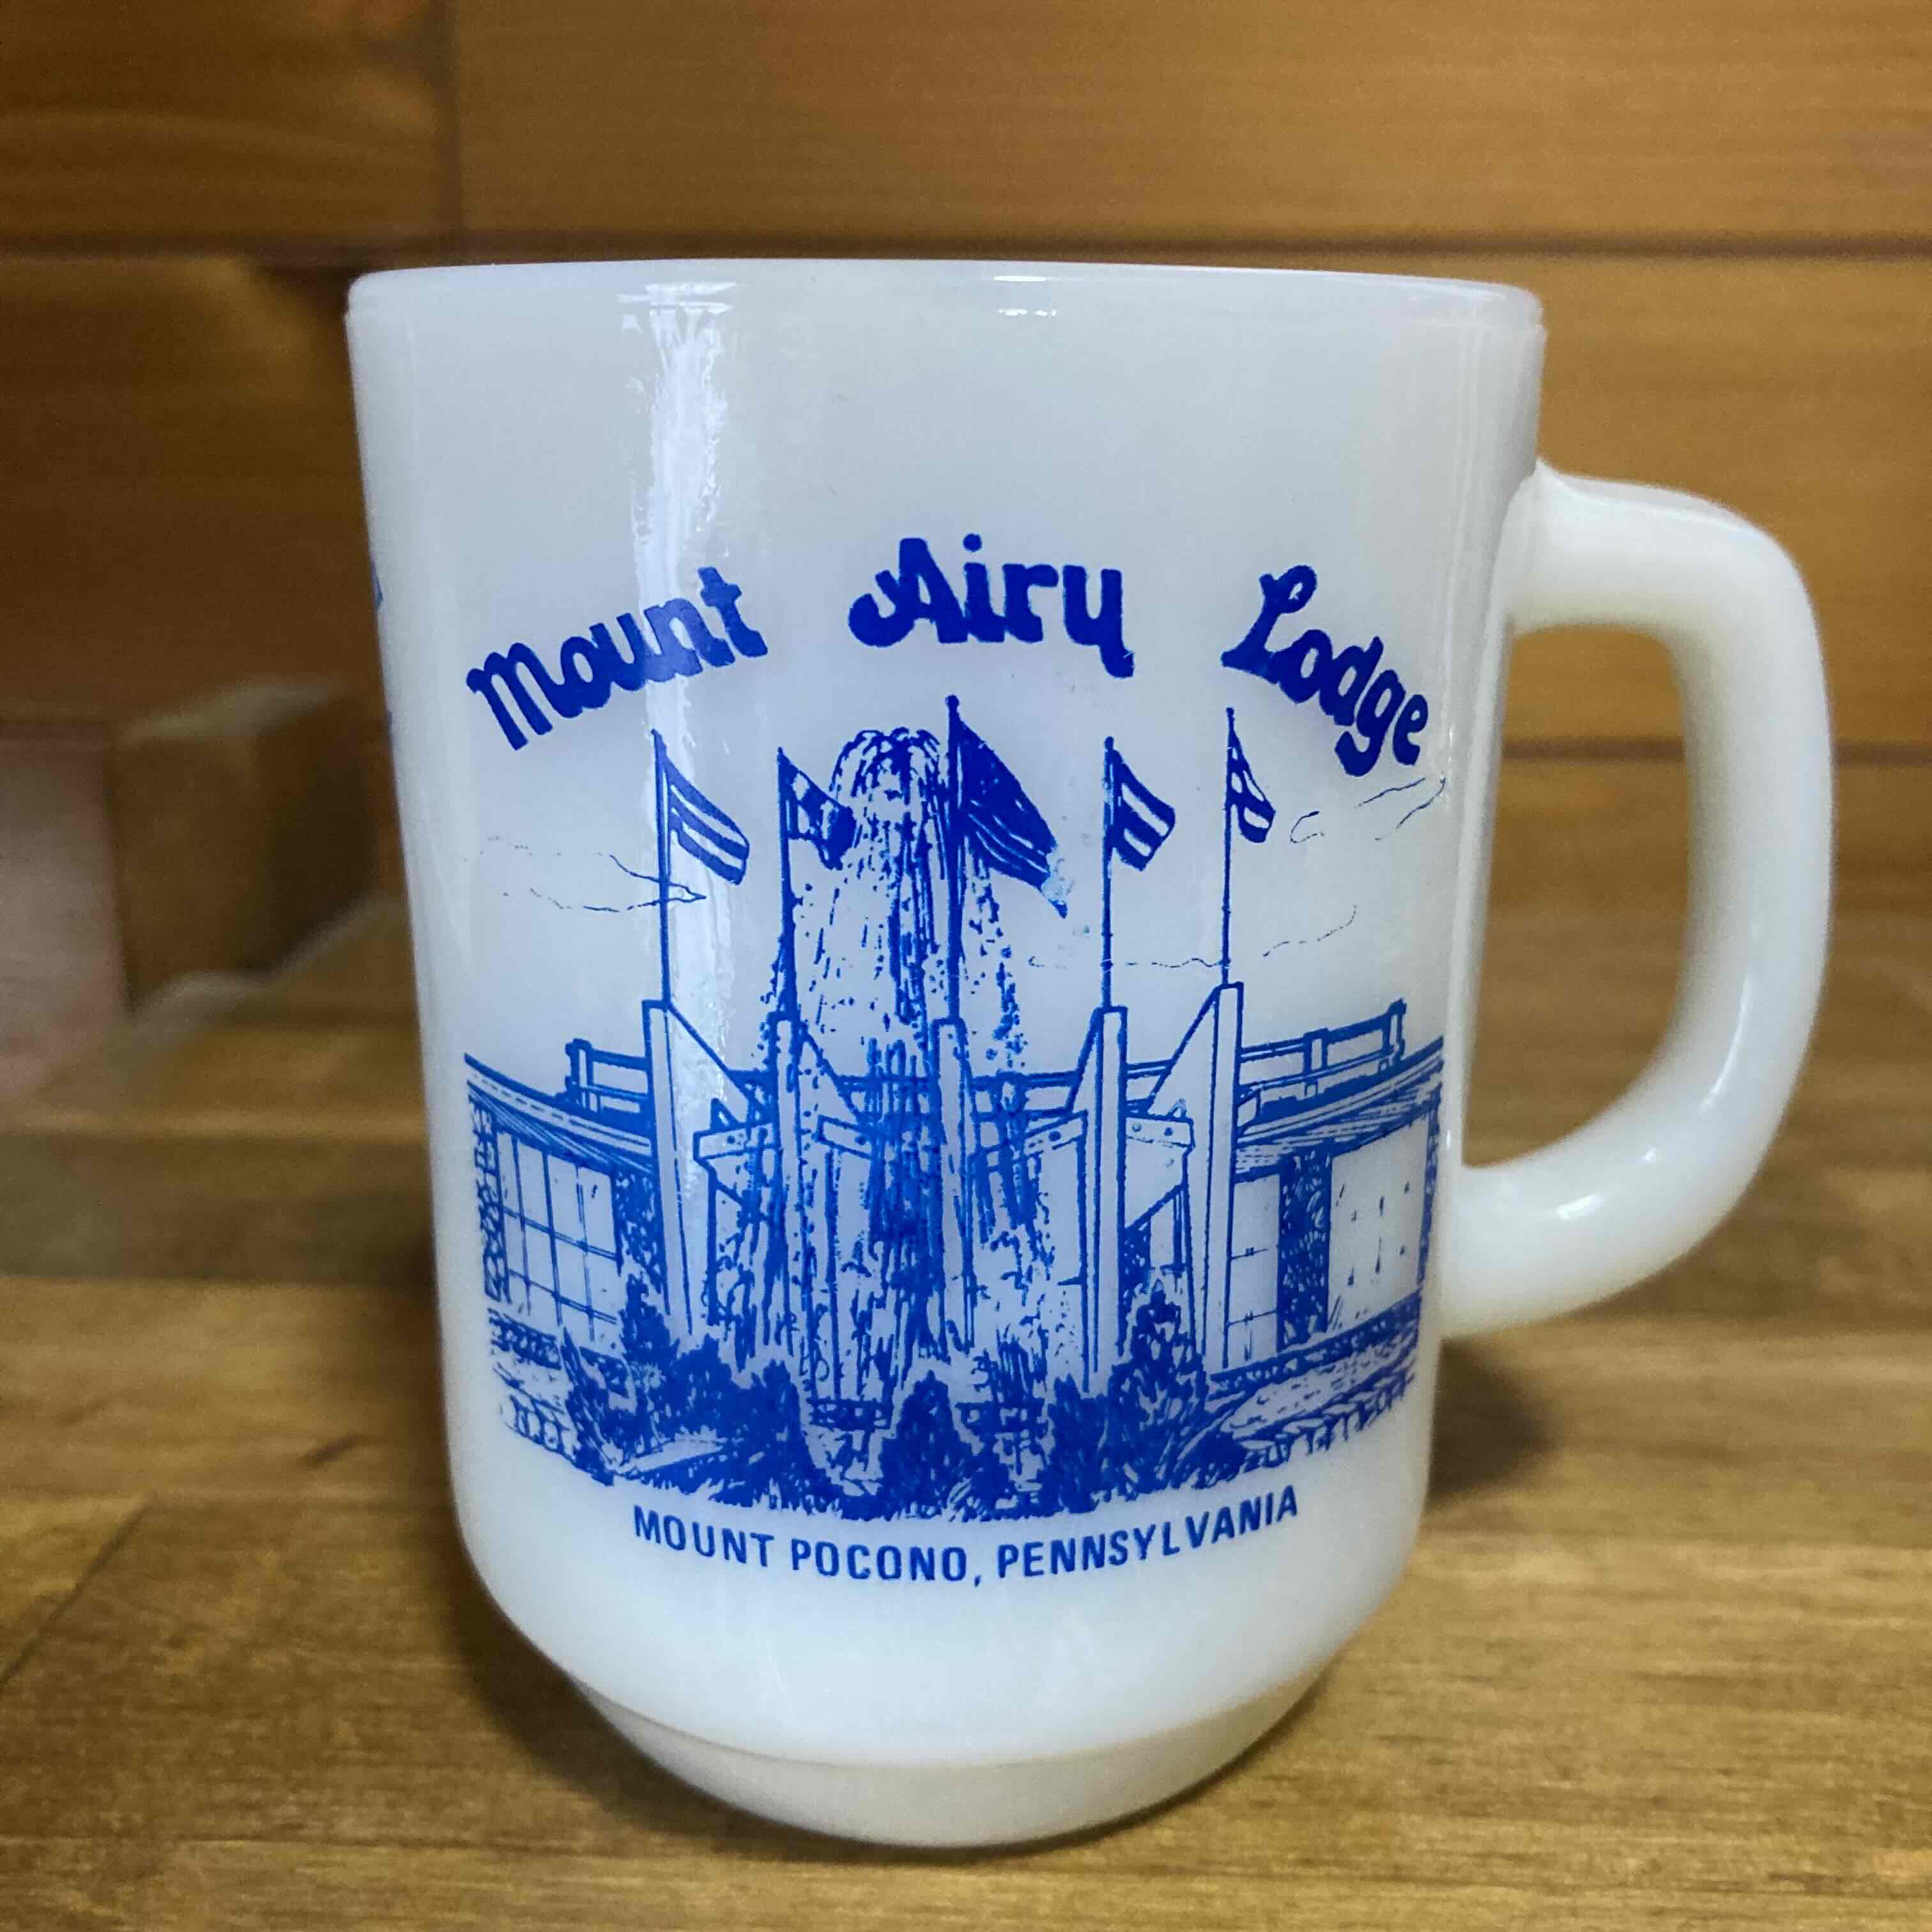 Mount Airy Lodge
MOUNT POCONO, PENNSYLVANIA